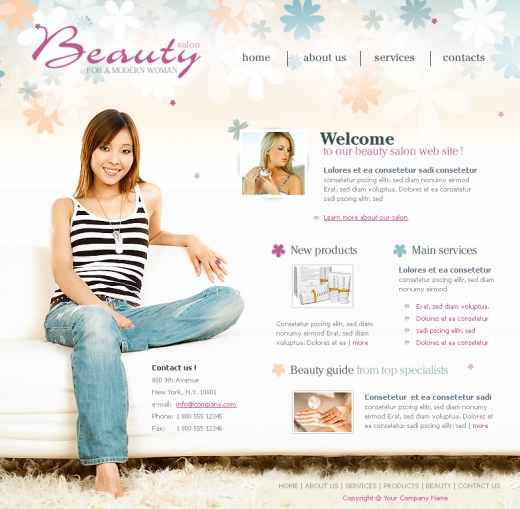 Beauty salon
FOR A MODERN WOMAN
home
about us
services
contacts
Welcome
to our beauty salon web site !
Lolores et ea consetetur sadi consetetur
consetetur pscing elitr, sed diam nonumy eirmod
Erat, sed diam voluptua. Dolores et ea consetetur
sadi pscing elitr, sed
Learn more about our salon
New products
Consetetur pscing elitr, sed diam
nonumy eirmod Erat, sed diam
voluptua. Dolores et ea | more
Main services
Lolores et ea consetetur
consetetur pscing elitr, sed diam
nonumy eirmod
Erat, sed diam voluptua.
Dolores et ea consetetur
sadi pscing elitr, sed
Dolores et ea consetetur
Contact us !
800 9th Avenue
New York, N.Y. 10001
e-mail: info@company.com
Phone: 1 800 555 12345
Fax: 1 800 555 12346
Beauty guide from top specialists
Consetetur et ea consetetur sadi
consetetur pscing elitr, sed diam nonumy
eirmod Erat, sed diam voluptua. Dolores
et ea consetetur sadi pscing elitr, sed
diam nonumy eirmod Erat, sed | more
HOME | ABOUT US | SERVICES | PRODUCTS | BEAUTY | CONTACT US
Copyright © Your Company Name